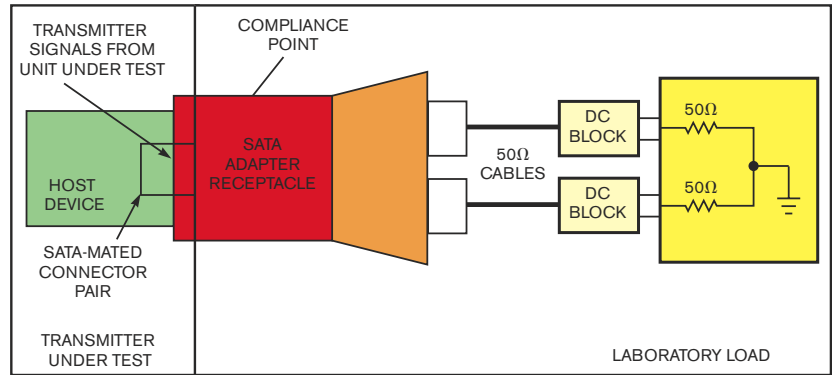 TRANSMITTER
SIGNALS FROM
UNIT UNDER TEST
COMPLIANCE
POINT
HOST
DEVICE
SATA
ADAPTER
RECEPTACLE
50Ω
CABLES
DC
BLOCK
DC
BLOCK
50Ω
50Ω
SATA-MATED
CONNECTOR
PAIR
TRANSMITTER
UNDER TEST
LABORATORY LOAD